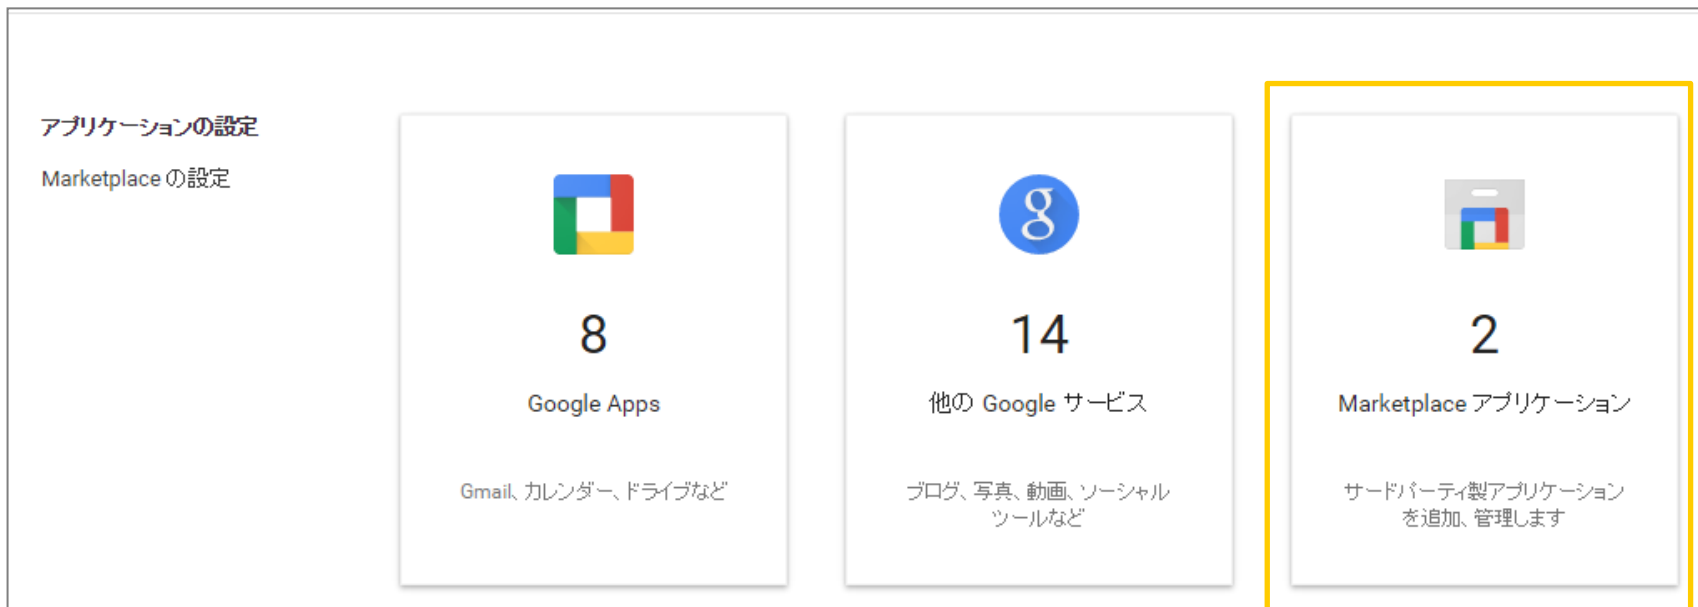 アプリケーションの設定
Marketplace の設定
8
Google Apps
Gmail、カレンダー、ドライブなど
14
他の Google サービス
ブログ、写真、動画、ソーシャル
ツールなど
2
Marketplace アプリケーション
サードパーティ製アプリケーション
を追加、管理します